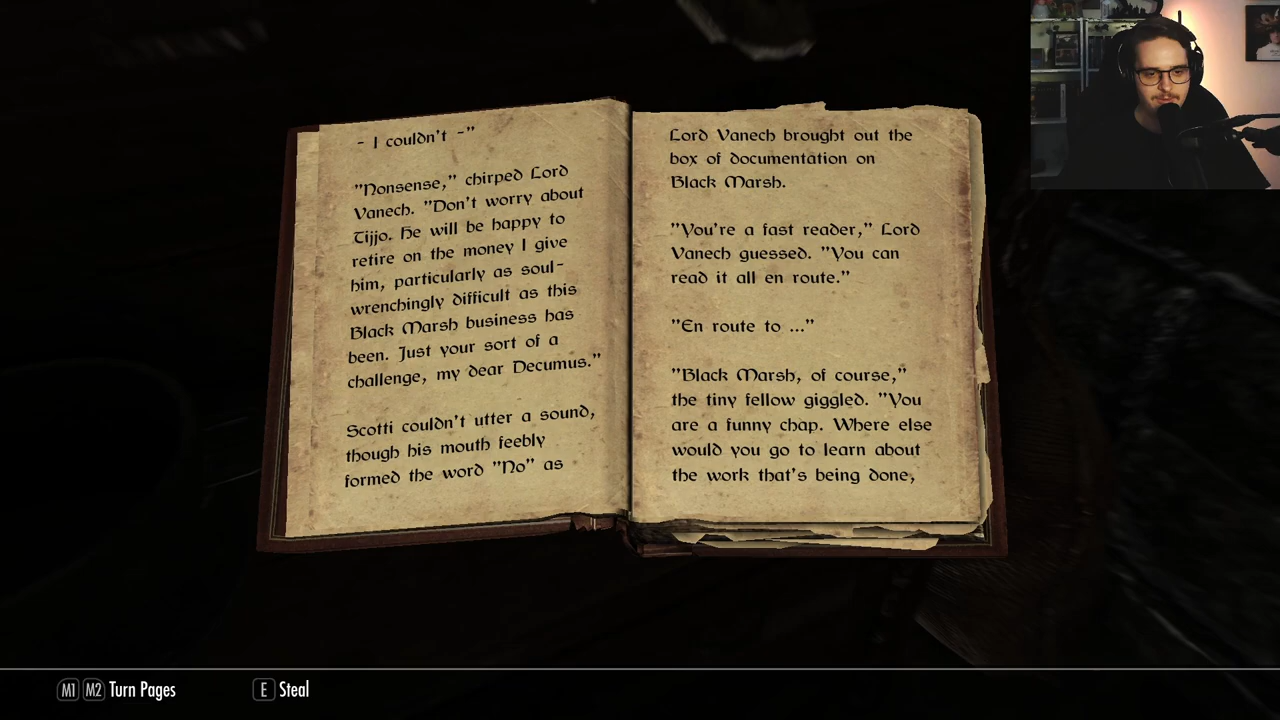 - I couldn't -"
"Nonsense," chirped Lord
Vanech. "Don't worry about
Tijjo. He will be happy to
retire on the money I give
him, particularly as soul-
wrenchingly difficult as this
Black Marsh business has
been. Just your sort of a
challenge, my dear Decumus."
Scotti couldn't utter a sound,
though his mouth feebly
formed the word "No" as
Lord Vanech brought out the
box of documentation on
Black Marsh.
"You're a fast reader," Lord
Vanech guessed. "You can
read it all en route."
"En route to ..."
"Black Marsh, of course,"
the tiny fellow giggled. "You
are a funny chap. Where else
would you go to learn about
the work that's being done,
M1 M2 Turn Pages
E Steal